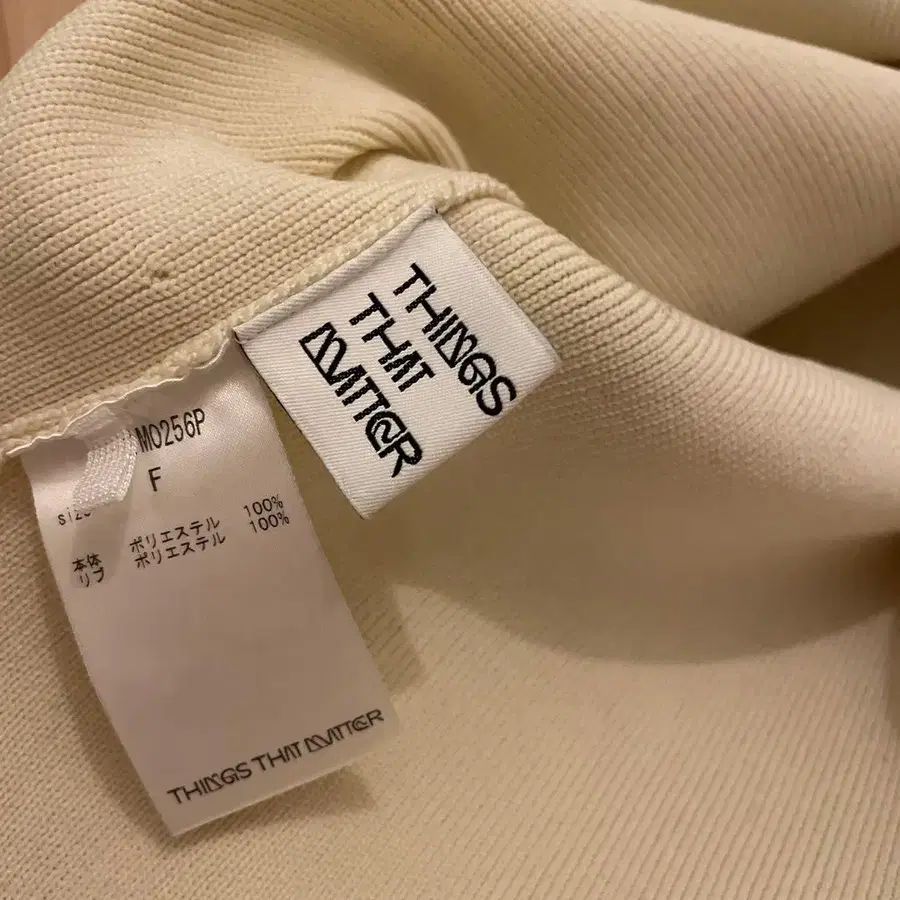 THINGS
THAT
MATTER
M0256P
F
size
本体 ポリエステル 100%
リブ ポリエステル 100%
THINGS THAT MATTER